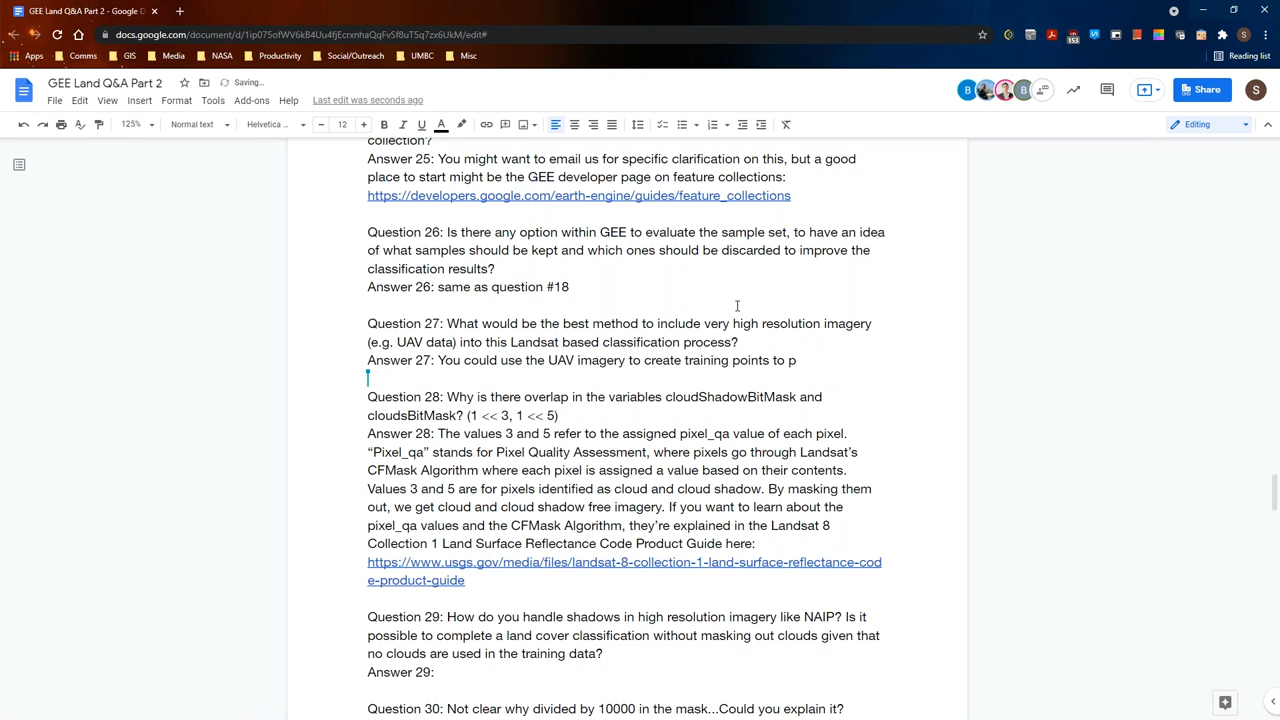 GEE Land Q&A Part 2 - Google D
docs.google.com/document/d/1ip075ofWV6kB4Uu4fjEcrxnhaQqFvSf8uT5q7zx6UkM/edit#
Apps Comms GIS Media NASA Productivity Social/Outreach UMBC Misc Reading list
GEE Land Q&A Part 2 Saving...
File Edit View Insert Format Tools Add-ons Help Last edit was seconds ago
B B Share S
125% Normal text Helvetica ... 12 B I U A Editing
collection?
Answer 25: You might want to email us for specific clarification on this, but a good
place to start might be the GEE developer page on feature collections:
https://developers.google.com/earth-engine/guides/feature_collections
Question 26: Is there any option within GEE to evaluate the sample set, to have an idea
of what samples should be kept and which ones should be discarded to improve the
classification results?
Answer 26: same as question #18
Question 27: What would be the best method to include very high resolution imagery
(e.g. UAV data) into this Landsat based classification process?
Answer 27: You could use the UAV imagery to create training points to p
Question 28: Why is there overlap in the variables cloudShadowBitMask and
cloudsBitMask? (1 << 3, 1 << 5)
Answer 28: The values 3 and 5 refer to the assigned pixel_qa value of each pixel.
“Pixel_qa” stands for Pixel Quality Assessment, where pixels go through Landsat’s
CFMask Algorithm where each pixel is assigned a value based on their contents.
Values 3 and 5 are for pixels identified as cloud and cloud shadow. By masking them
out, we get cloud and cloud shadow free imagery. If you want to learn about the
pixel_qa values and the CFMask Algorithm, they’re explained in the Landsat 8
Collection 1 Land Surface Reflectance Code Product Guide here:
https://www.usgs.gov/media/files/landsat-8-collection-1-land-surface-reflectance-cod
e-product-guide
Question 29: How do you handle shadows in high resolution imagery like NAIP? Is it
possible to complete a land cover classification without masking out clouds given that
no clouds are used in the training data?
Answer 29:
Question 30: Not clear why divided by 10000 in the mask...Could you explain it?